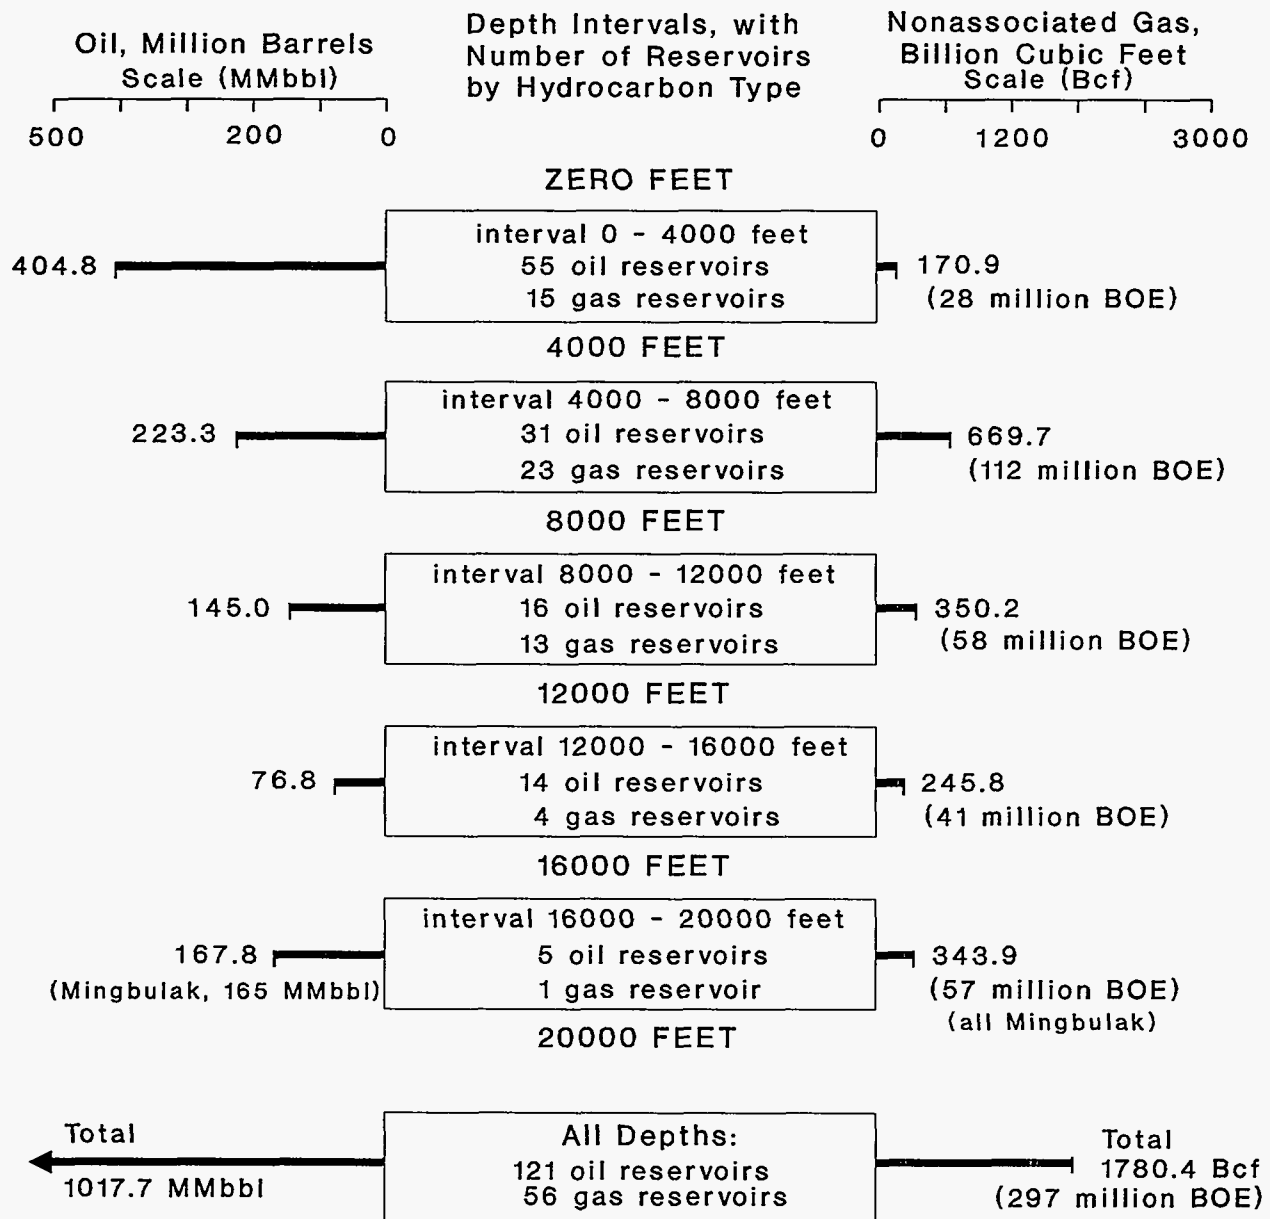 Oil, Million Barrels
Scale (MMbbl)
500 200 0
Depth Intervals, with
Number of Reservoirs
by Hydrocarbon Type
Nonassociated Gas,
Billion Cubic Feet
Scale (Bcf)
0 1200 3000
ZERO FEET
interval 0 - 4000 feet
404.8 55 oil reservoirs 170.9
15 gas reservoirs (28 million BOE)
4000 FEET
interval 4000 - 8000 feet
223.3 31 oil reservoirs 669.7
23 gas reservoirs (112 million BOE)
8000 FEET
interval 8000 - 12000 feet
145.0 16 oil reservoirs 350.2
13 gas reservoirs (58 million BOE)
12000 FEET
interval 12000 - 16000 feet
76.8 14 oil reservoirs 245.8
4 gas reservoirs (41 million BOE)
16000 FEET
interval 16000 - 20000 feet
167.8 5 oil reservoirs 343.9
(Mingbulak, 165 MMbbl) 1 gas reservoir (57 million BOE)
(all Mingbulak)
20000 FEET
Total All Depths: Total
121 oil reservoirs 1780.4 Bcf
1017.7 MMbbl 56 gas reservoirs (297 million BOE)